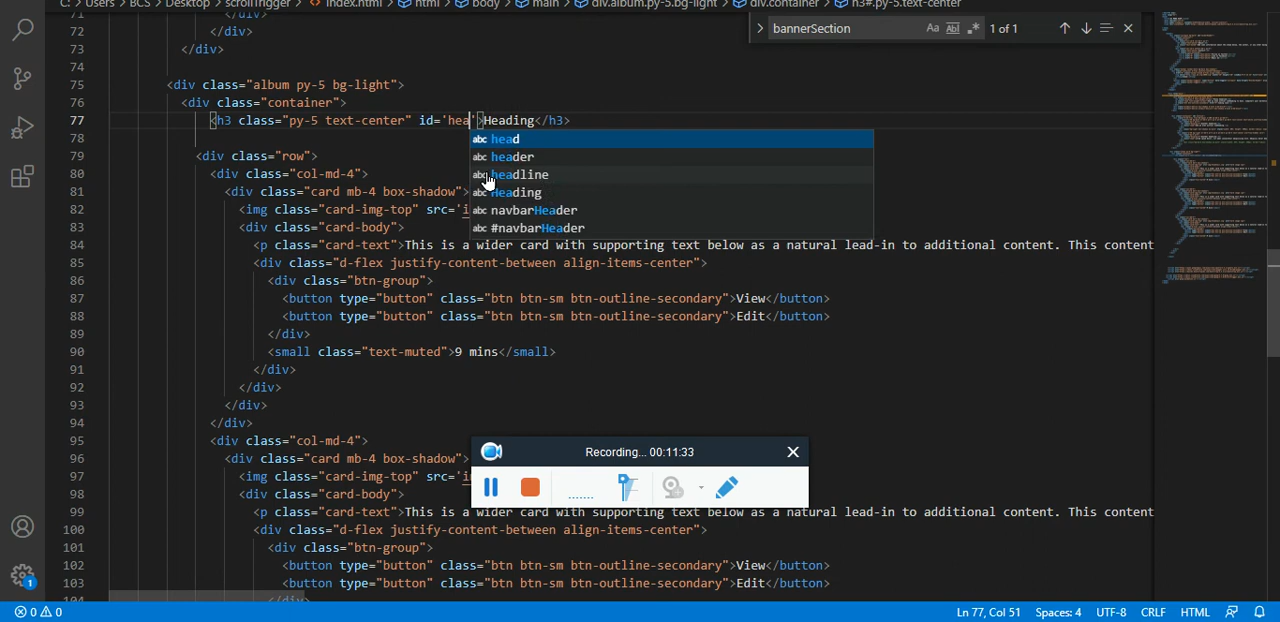 C: > Users > BCS > Desktop > scrollTrigger > <> index.html > html > body > main > div.album.py-5.bg-light > div.container > h3#.py-5.text-center
71 </div>
72 </div>
73 </div>
74
75 <div class="album py-5 bg-light">
76 <div class="container">
77 <h3 class="py-5 text-center" id='hea'>Heading</h3>
78
79 <div class="row">
80 <div class="col-md-4">
81 <div class="card mb-4 box-shadow">
82 <img class="card-img-top" src='i
83 <div class="card-body">
84 <p class="card-text">This is a wider card with supporting text below as a natural lead-in to additional content. This content
85 <div class="d-flex justify-content-between align-items-center">
86 <div class="btn-group">
87 <button type="button" class="btn btn-sm btn-outline-secondary">View</button>
88 <button type="button" class="btn btn-sm btn-outline-secondary">Edit</button>
89 </div>
90 <small class="text-muted">9 mins</small>
91 </div>
92 </div>
93 </div>
94 </div>
95 <div class="col-md-4">
96 <div class="card mb-4 box-shadow">
97 <img class="card-img-top" src='i
98 <div class="card-body">
99 <p class="card-text">This is a wider card with supporting text below as a natural lead-in to additional content. This content
100 <div class="d-flex justify-content-between align-items-center">
101 <div class="btn-group">
102 <button type="button" class="btn btn-sm btn-outline-secondary">View</button>
103 <button type="button" class="btn btn-sm btn-outline-secondary">Edit</button>
104 </div>
bannerSection Aa Abl .* 1 of 1
abc head
abc header
abc headline
abc Heading
abc navbarHeader
abc #navbarHeader
Recording... 00:11:33
1
0 0 Ln 77, Col 51 Spaces: 4 UTF-8 CRLF HTML